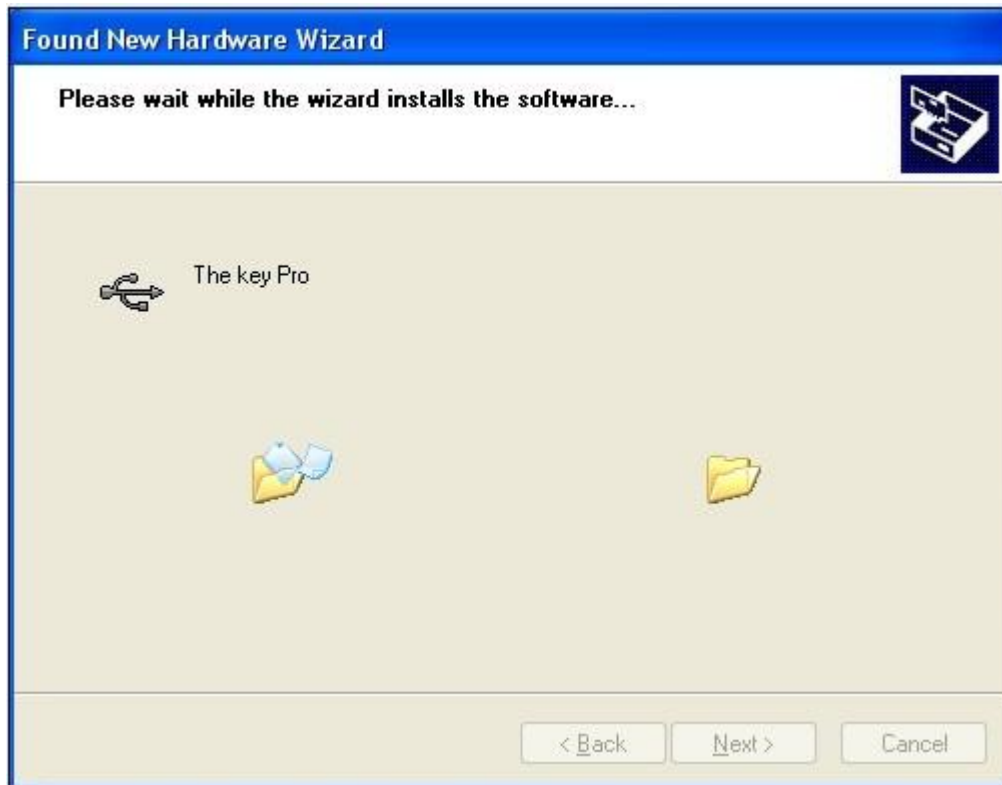 Found New Hardware Wizard
Please wait while the wizard installs the software...
The key Pro
< Back
Next >
Cancel